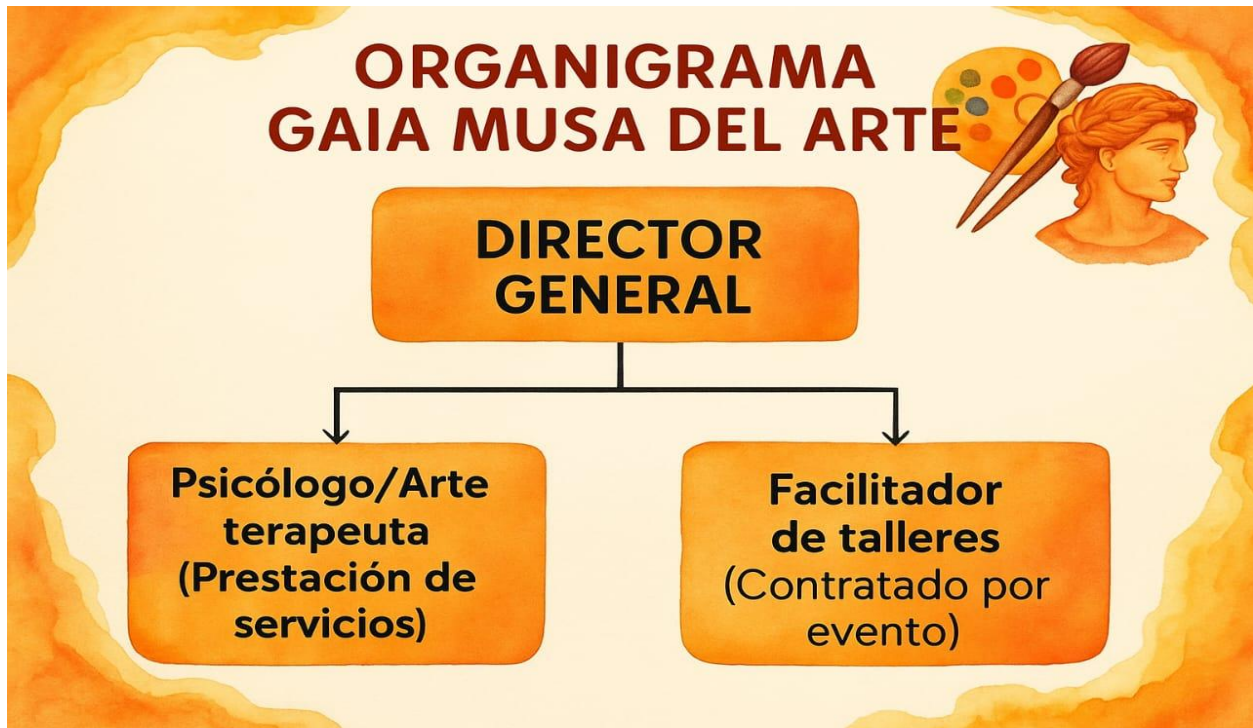 ORGANIGRAMA
GAIA MUSA DEL ARTE
DIRECTOR
GENERAL
Psicólogo/Arte
terapeuta
(Prestación de
servicios)
Facilitador
de talleres
(Contratado por
evento)